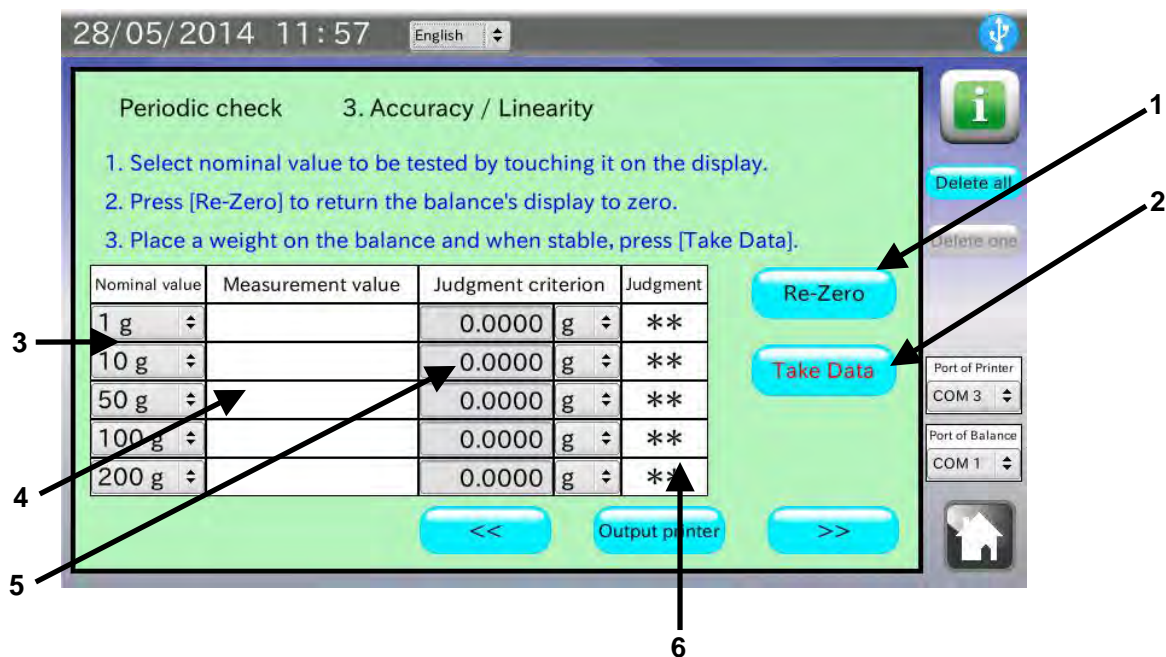 28/05/2014 11:57 English
Periodic check 3. Accuracy / Linearity
1
1. Select nominal value to be tested by touching it on the display.
Delete all
2. Press [Re-Zero] to return the balance's display to zero.
2
3. Place a weight on the balance and when stable, press [Take Data].
Delete one
Nominal value Measurement value Judgment criterion Judgment
Re-Zero
1 g 0.0000 g **
3
10 g 0.0000 g **
Take Data
Port of Printer
COM 3
50 g 0.0000 g **
100 g 0.0000 g **
Port of Balance
COM 1
200 g 0.0000 g **
4
<< Output printer >>
5
6